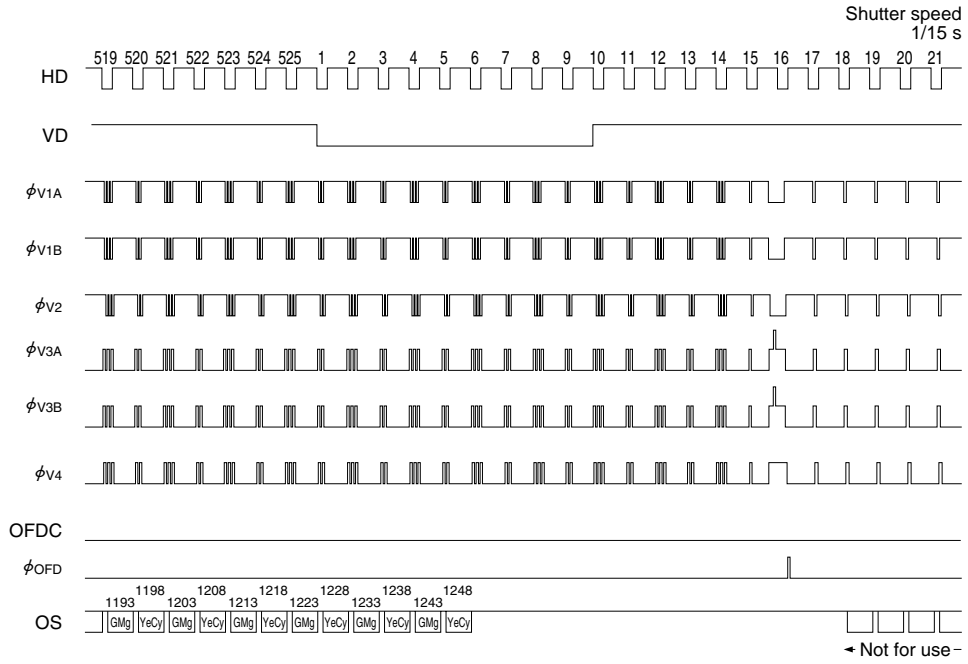 Shutter speed
1/15 s
519 520 521 522 523 524 525 1 2 3 4 5 6 7 8 9 10 11 12 13 14 15 16 17 18 19 20 21
HD
VD
ϕV1A
ϕV1B
ϕV2
ϕV3A
ϕV3B
ϕV4
OFDC
ϕOFD
1198 1208 1218 1228 1238 1248
1193 1203 1213 1223 1233 1243
OS GMg YeCy GMg YeCy GMg YeCy GMg YeCy GMg YeCy GMg YeCy
Not for use